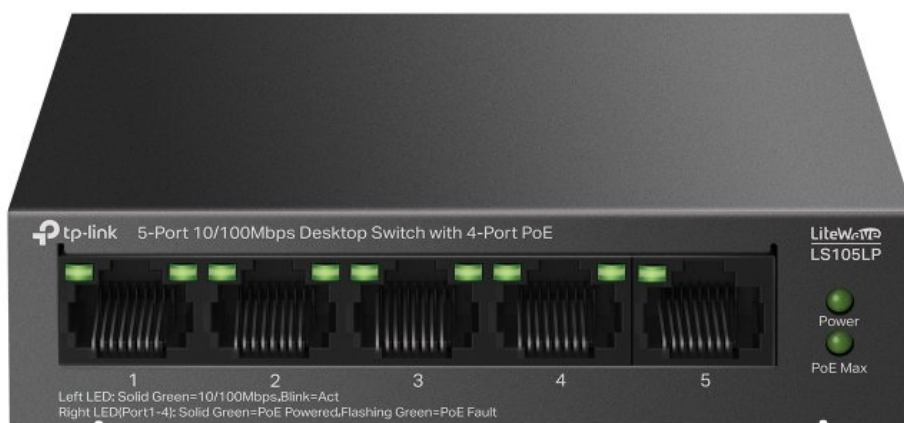 tp-link 5-Port 10/100Mbps Desktop Switch with 4-Port PoE
LiteWave
LS105LP
Power
PoE Max
1 2 3 4 5
Left LED: Solid Green=10/100Mbps,Blink=Act
Right LED(Port1-4): Solid Green=PoE Powered,Flashing Green=PoE Fault